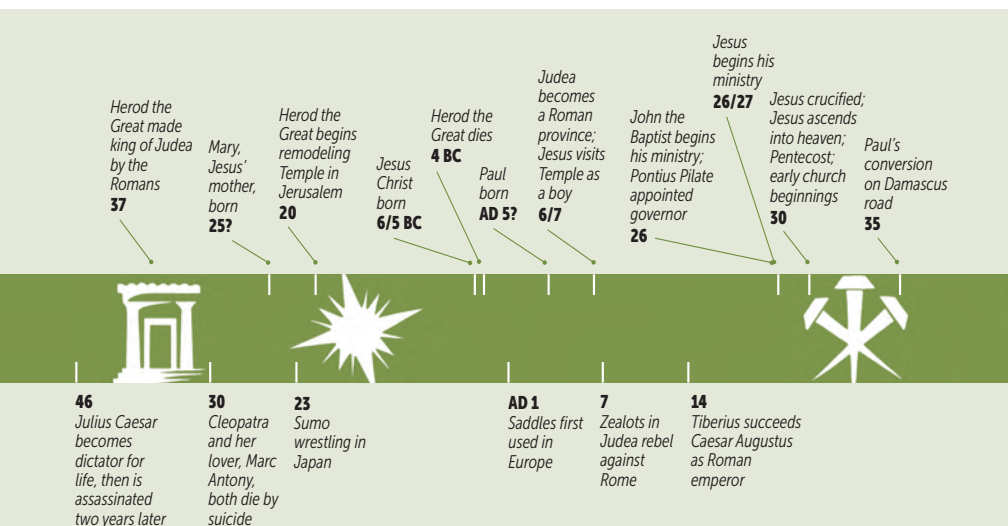 Herod the
Great made
king of Judea
by the
Romans
37
Mary,
Jesus’
mother,
born
25?
Herod the
Great begins
remodeling
Temple in
Jerusalem
20
Jesus
Christ
born
6/5 BC
Herod the
Great dies
4 BC
Paul
born
AD 5?
Judea
becomes
a Roman
province;
Jesus visits
Temple as
a boy
6/7
John the
Baptist begins
his ministry;
Pontius Pilate
appointed
governor
26
Jesus
begins his
ministry
26/27
Jesus crucified;
Jesus ascends
into heaven;
Pentecost;
early church
beginnings
30
Paul’s
conversion
on Damascus
road
35
46
Julius Caesar
becomes
dictator for
life, then is
assassinated
two years later
30
Cleopatra
and her
lover, Marc
Antony,
both die by
suicide
23
Sumo
wrestling in
Japan
AD 1
Saddles first
used in
Europe
7
Zealots in
Judea rebel
against
Rome
14
Tiberius succeeds
Caesar Augustus
as Roman
emperor